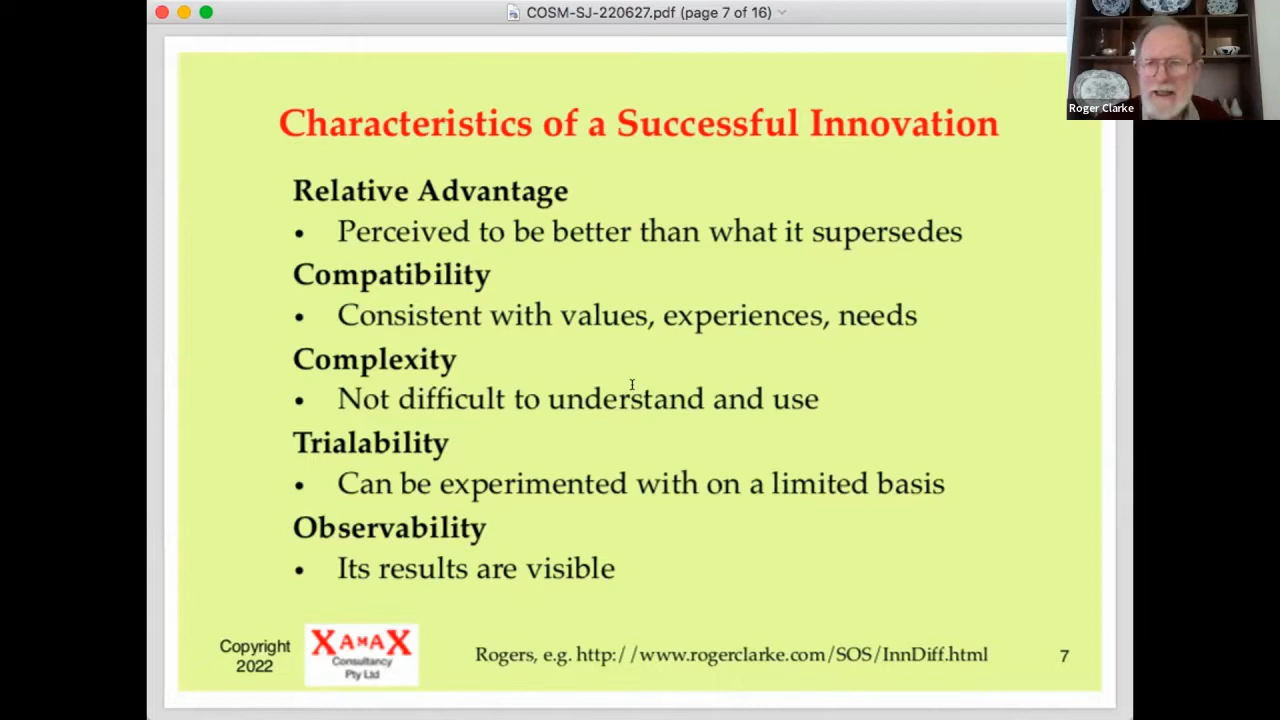 COSM-SJ-220627.pdf (page 7 of 16)
Roger Clarke
Characteristics of a Successful Innovation
Relative Advantage
• Perceived to be better than what it supersedes
Compatibility
• Consistent with values, experiences, needs
Complexity
• Not difficult to understand and use
Trialability
• Can be experimented with on a limited basis
Observability
• Its results are visible
Copyright
2022
XAMAX
Consultancy
Pty Ltd
Rogers, e.g. http://www.rogerclarke.com/SOS/InnDiff.html
7